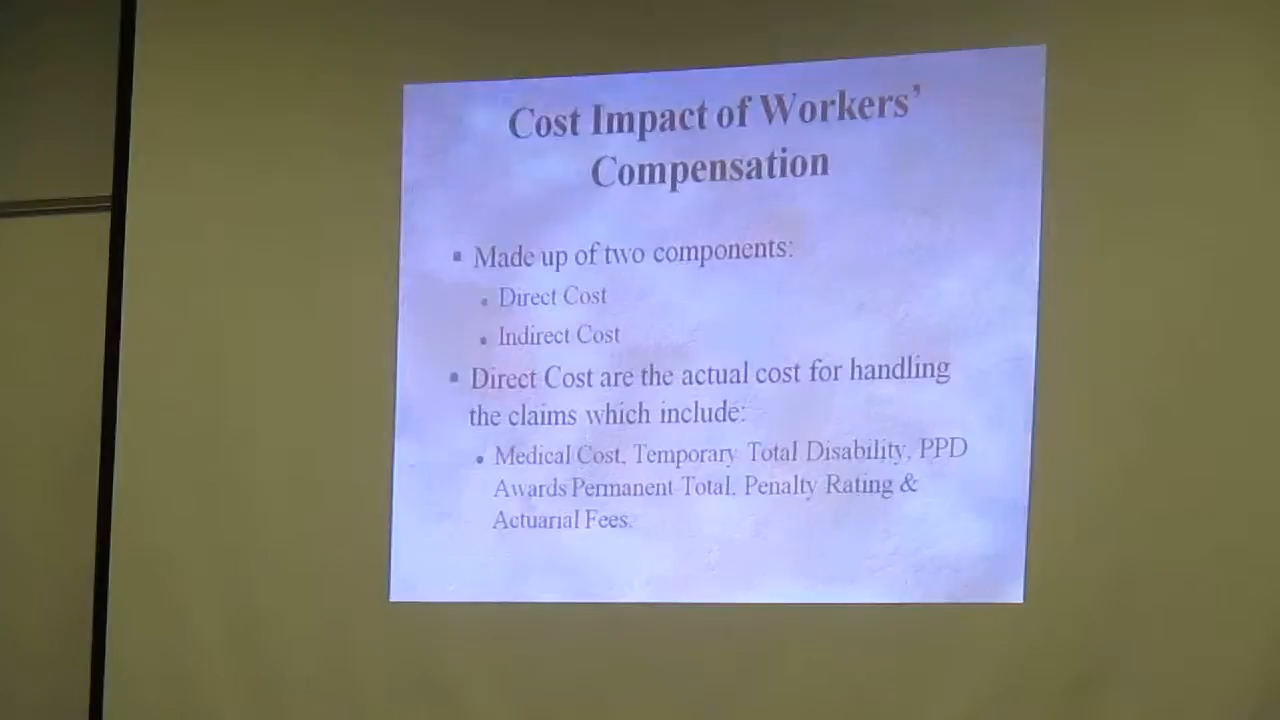 Cost Impact of Workers’
Compensation
▪ Made up of two components:
• Direct Cost
• Indirect Cost
▪ Direct Cost are the actual cost for handling
the claims which include:
• Medical Cost, Temporary Total Disability, PPD
Awards Permanent Total, Penalty Rating &
Actuarial Fees.